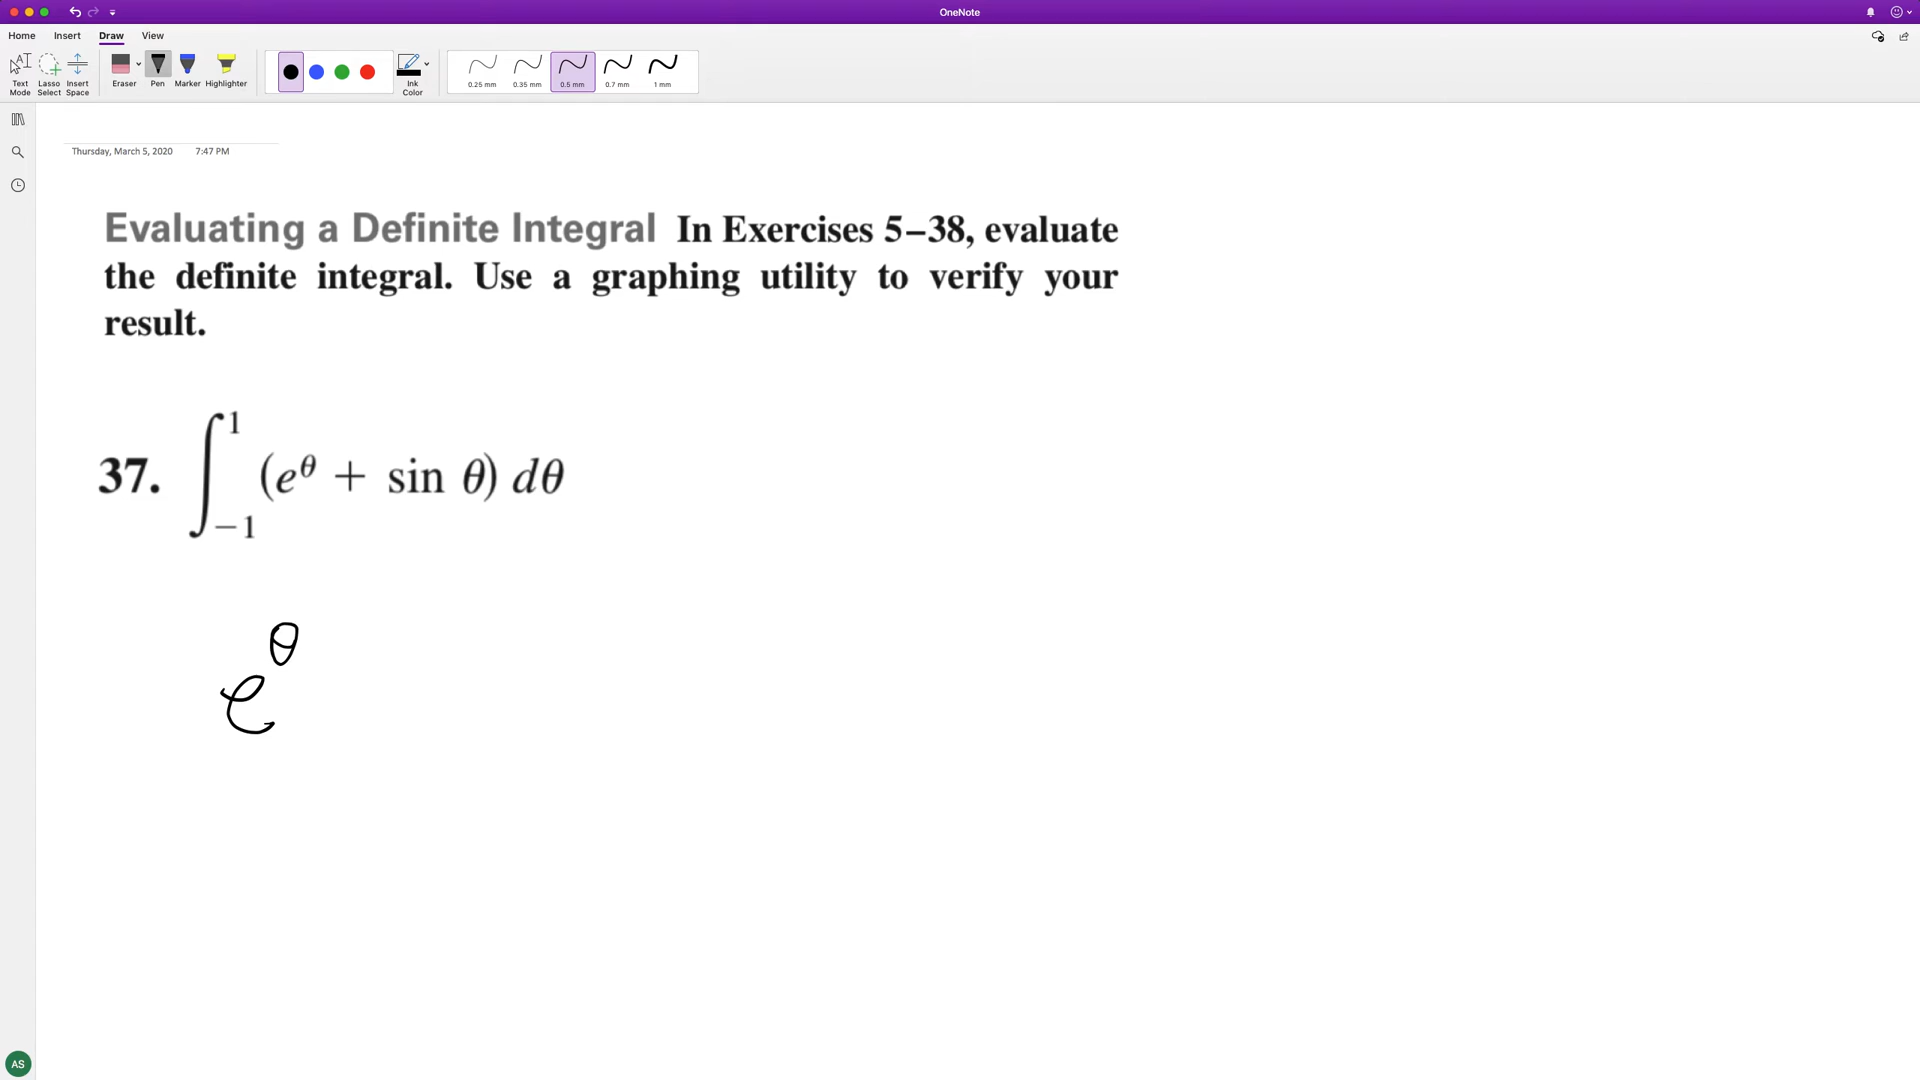 OneNote
Home Insert Draw View
Text Mode Lasso Select Insert Space Eraser Pen Marker Highlighter Ink Color 0.25 mm 0.35 mm 0.5 mm 0.7 mm 1 mm
Thursday, March 5, 2020 7:47 PM
Evaluating a Definite Integral In Exercises 5–38, evaluate
the definite integral. Use a graphing utility to verify your
result.
37. ∫_{−1}^{1} (e^θ + sin θ) dθ
e^θ
AS